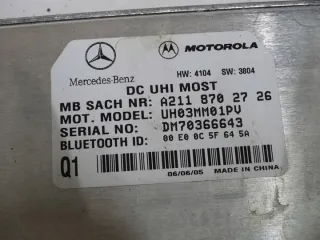 MOTOROLA
Mercedes-Benz
HW: 4104 SW: 3804
DC UHI MOST
MB SACH NR: A211 870 27 26
MOT. MODEL: UH03MM01PV
SERIAL NO: DM70366643
BLUETOOTH ID: 00 E0 0C 5F 64 5A
Q1
06/06/05 MADE IN CHINA